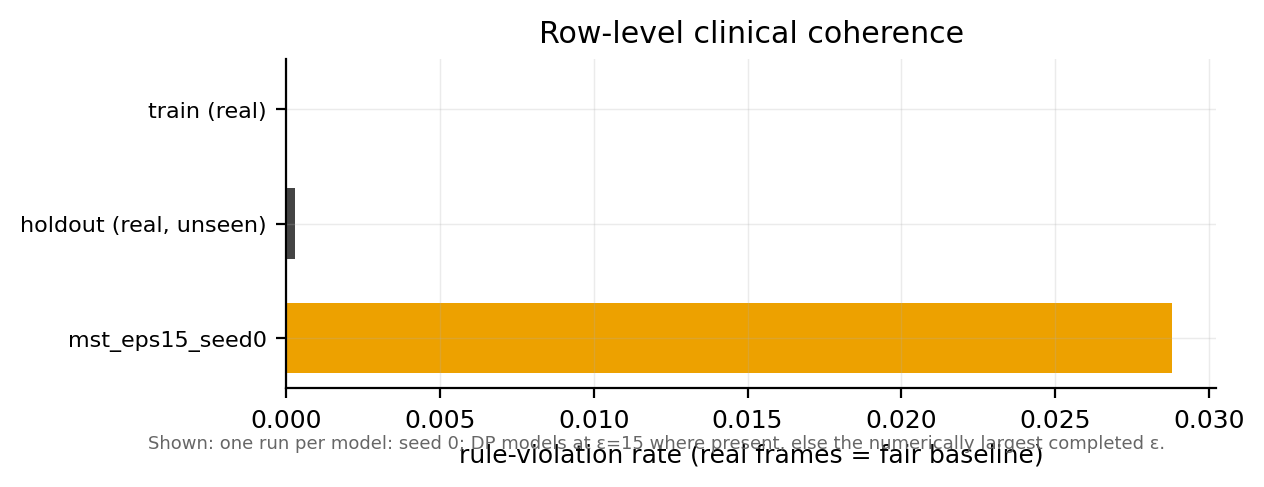 Row-level clinical coherence
train (real)
holdout (real, unseen)
mst_eps15_seed0
0.000 0.005 0.010 0.015 0.020 0.025 0.030
Shown: one run per model: seed 0; DP models at ε=15 where present, else the numerically largest completed ε.
rule-violation rate (real frames = fair baseline)